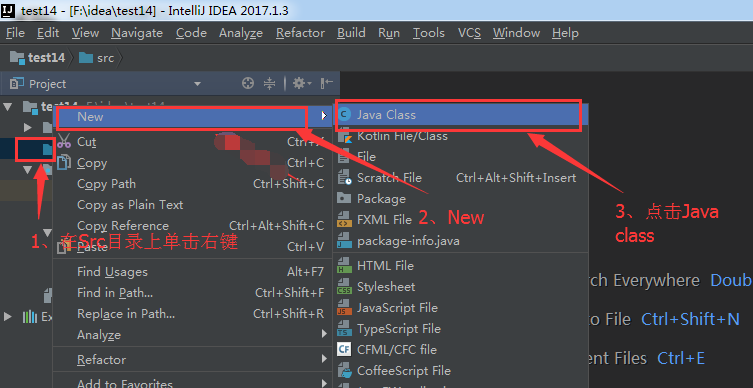 test14 - [F:\idea\test14] - IntelliJ IDEA 2017.1.3
File Edit View Navigate Code Analyze Refactor Build Run Tools VCS Window Help
test14 src
Project
test14
New
Cut
Copy Ctrl+C
Copy Path Ctrl+Shift+C
Copy as Plain Text
Copy Reference Ctrl+Alt+Shift+C
Paste Ctrl+V
Find Usages Alt+F7
Find in Path... Ctrl+Shift+F
Replace in Path... Ctrl+Shift+R
Analyze
Refactor
Add to Favorites
Java Class
Kotlin File/Class
File
Scratch File Ctrl+Alt+Shift+Insert
Package
FXML File
package-info.java
HTML File
Stylesheet
JavaScript File
TypeScript File
CFML/CFC file
CoffeeScript File
1、在Src目录上单击右键
2、New
3、点击Java
class
rch Everywhere Doub
to File Ctrl+Shift+N
ent Files Ctrl+E